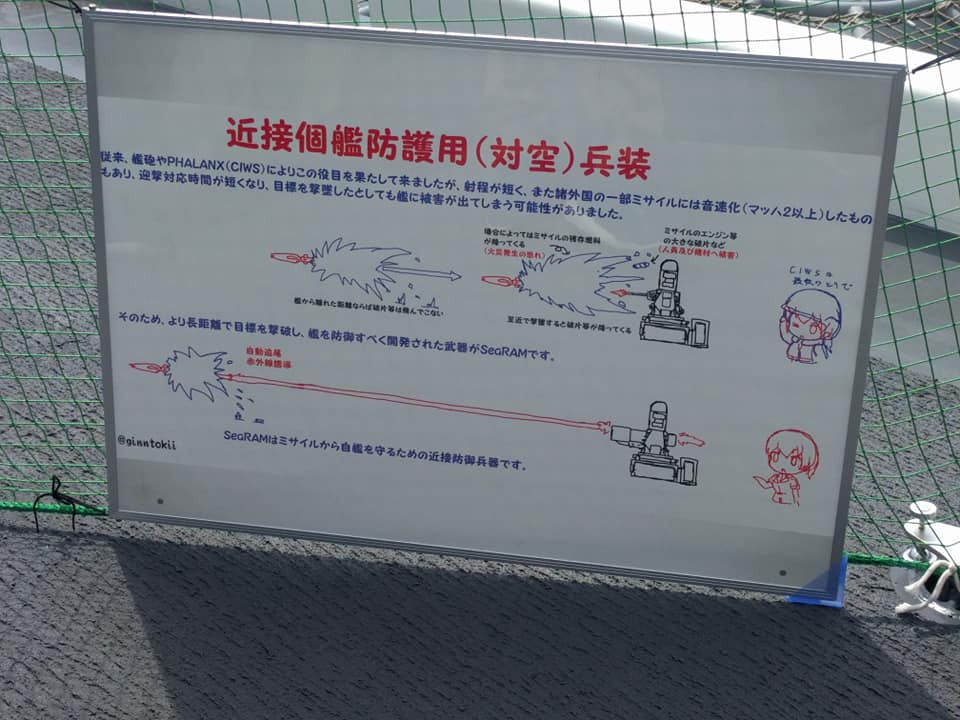 近接個艦防護用(対空)兵装
従来、艦砲やPHALANX(CIWS)によりこの役目を果たして来ましたが、射程が短く、また諸外国の一部ミサイルには音速化(マッハ2以上)したもの
もあり、迎撃対応時間が短くなり、目標を撃墜したとしても艦に被害が出てしまう可能性がありました。
場合によってはミサイルの残存燃料
が降ってくる
(火災発生の恐れ)
ミサイルのエンジン等
の大きな破片など
(人員及び機材へ被害)
艦から離れた距離ならば破片等は飛んでこない
至近で撃墜すると破片等が降ってくる
CIWSは
最後の
そのため、より長距離で目標を撃破し、艦を防御すべく開発された武器がSeaRAMです。
自動追尾
赤外線誘導
@ginntokii
SeaRAMはミサイルから自艦を守るための近接防御兵器です。